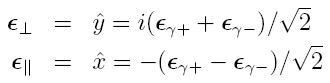 ϵ⊥ = ŷ = i(ϵγ+ + ϵγ−)/√2
ϵ∥ = x̂ = −(ϵγ+ − ϵγ−)/√2